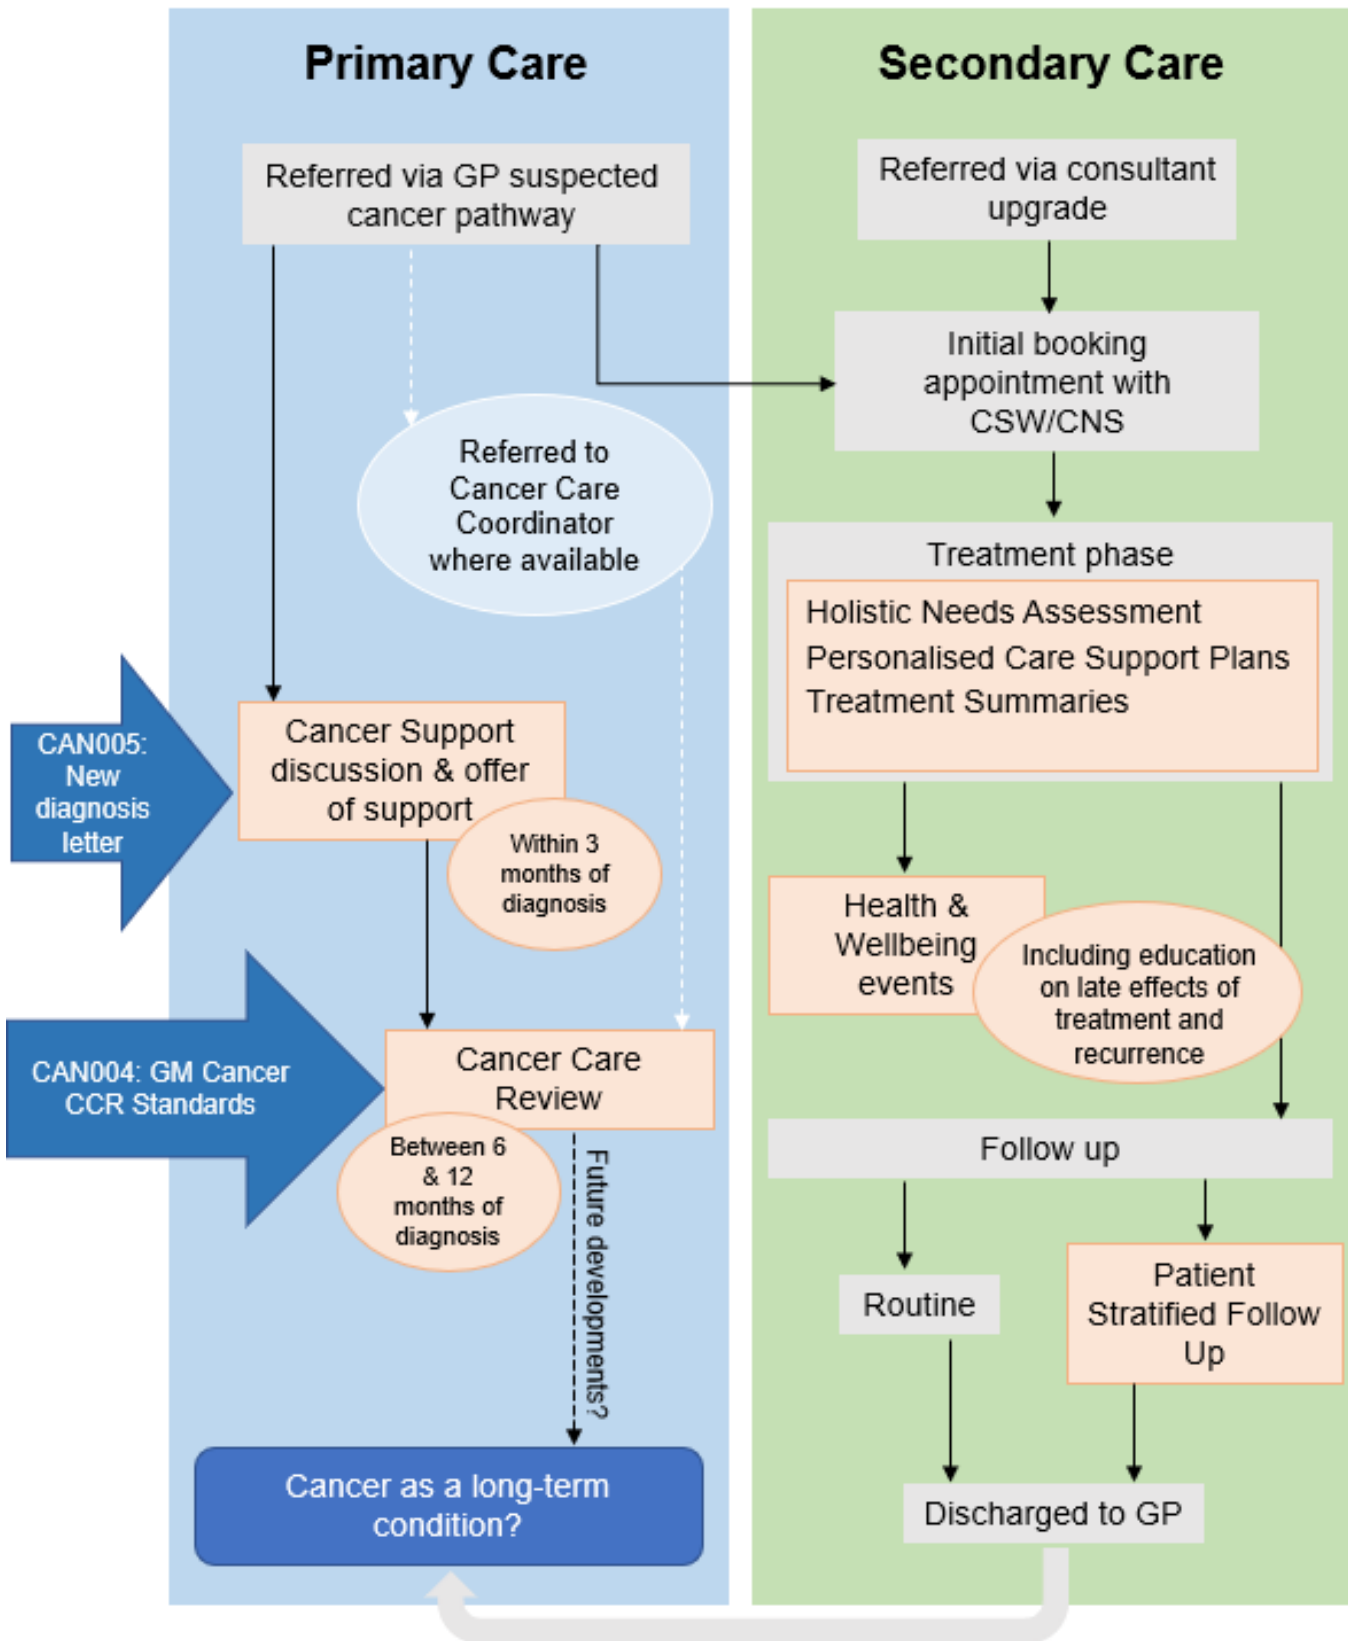 Primary Care
Referred via GP suspected
cancer pathway
Referred to
Cancer Care
Coordinator
where available
CAN005:
New
diagnosis
letter
Cancer Support
discussion & offer
of support
Within 3
months of
diagnosis
CAN004: GM Cancer
CCR Standards
Cancer Care
Review
Between 6
& 12
months of
diagnosis
Future developments?
Cancer as a long-term
condition?
Secondary Care
Referred via consultant
upgrade
Initial booking
appointment with
CSW/CNS
Treatment phase
Holistic Needs Assessment
Personalised Care Support Plans
Treatment Summaries
Health &
Wellbeing
events
Including education
on late effects of
treatment and
recurrence
Follow up
Routine
Patient
Stratified Follow
Up
Discharged to GP